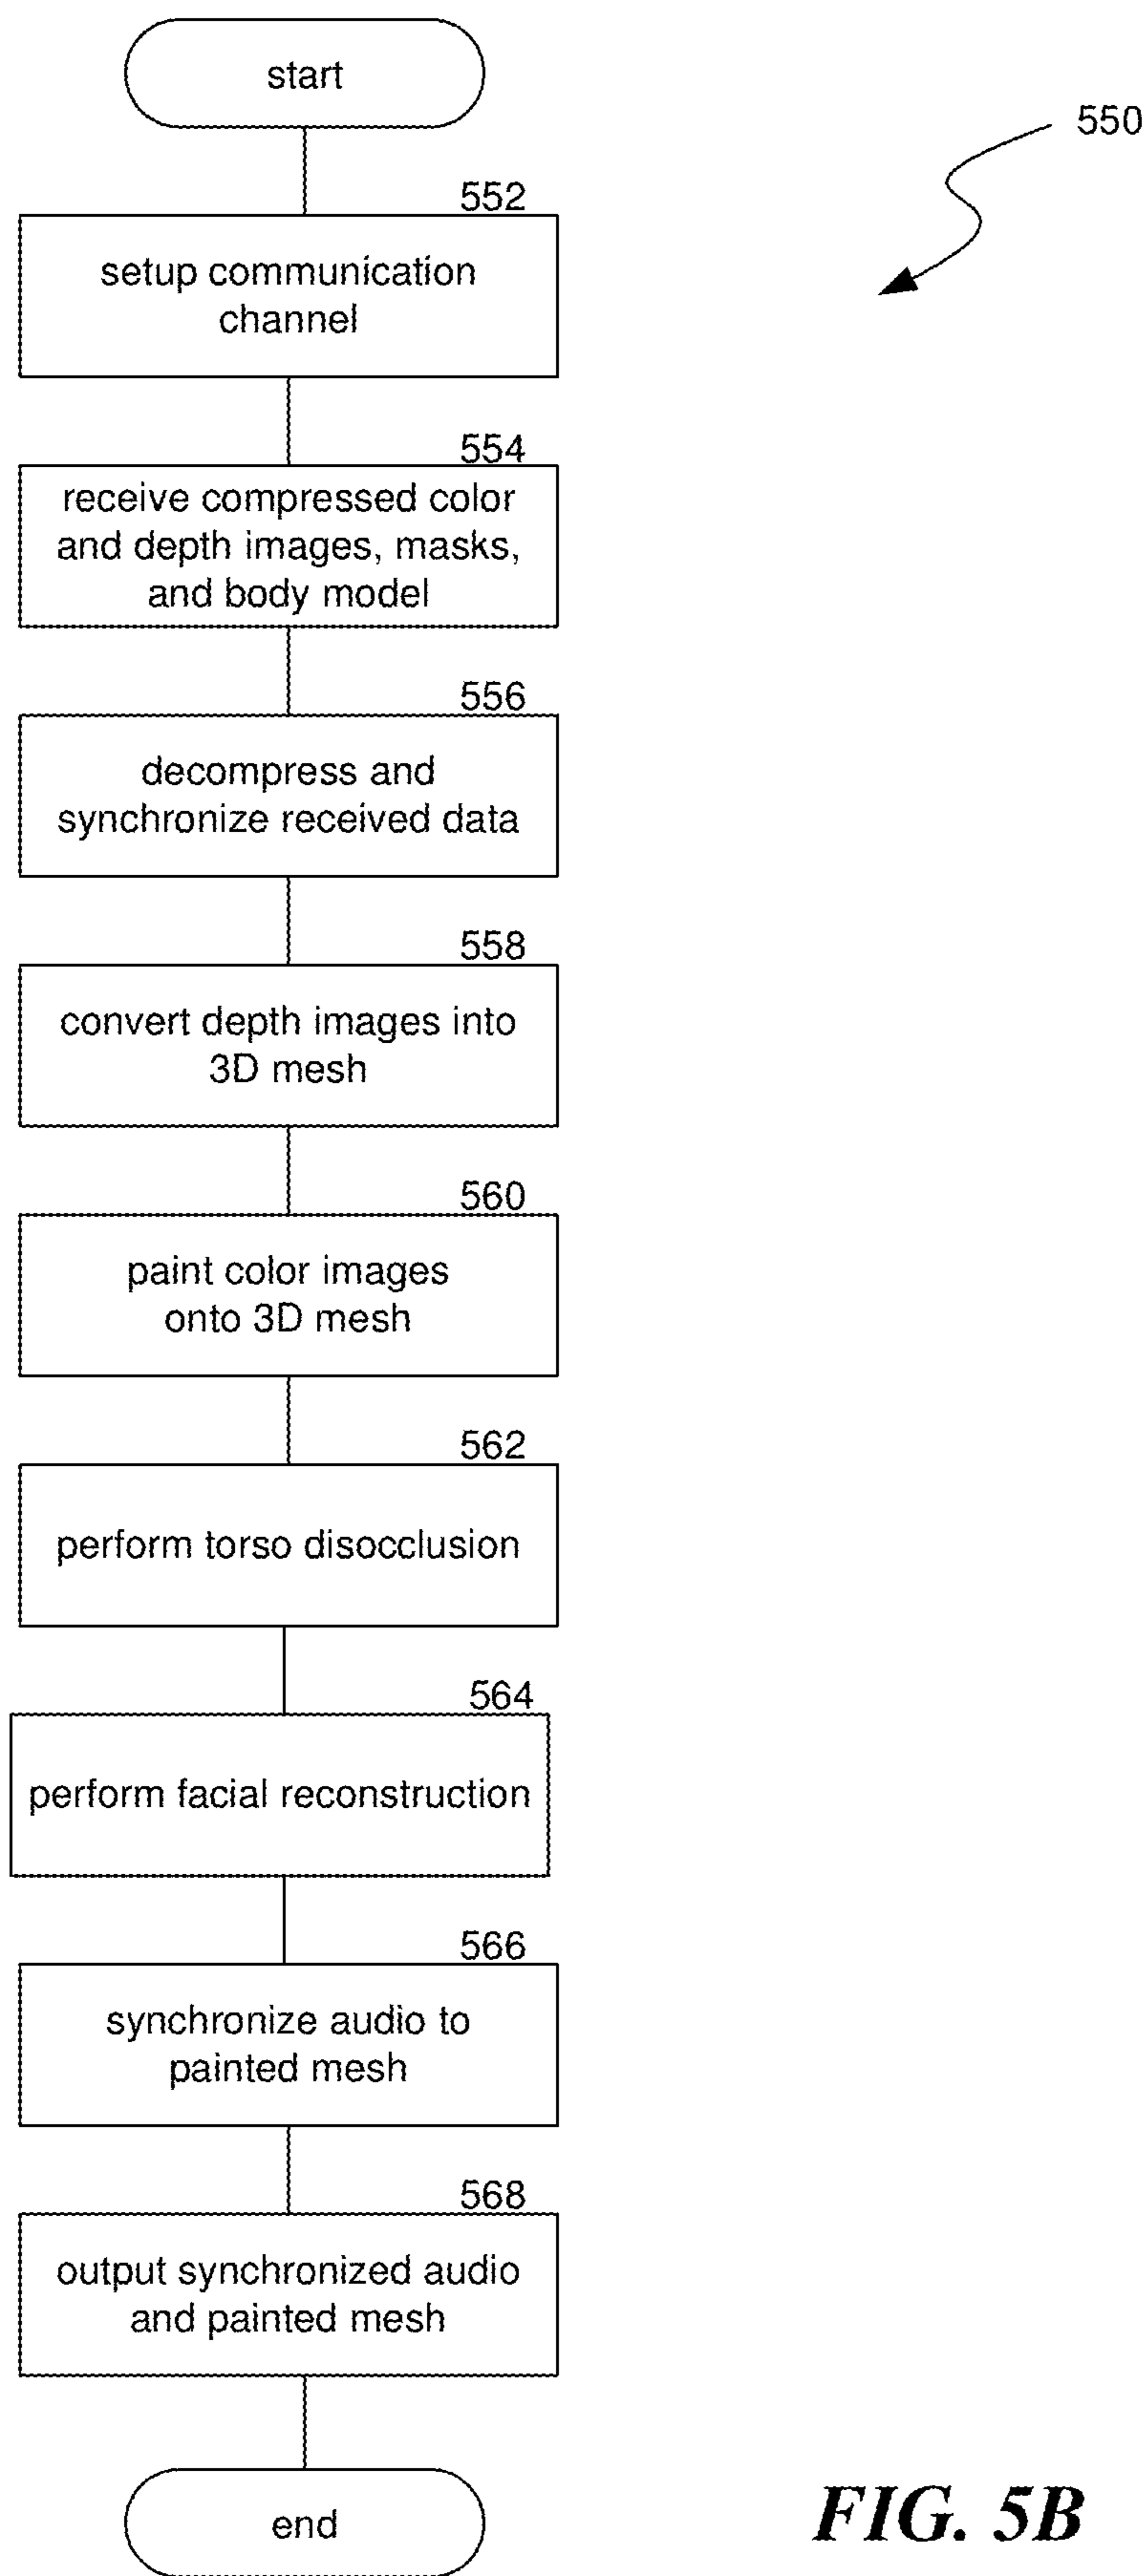 start
550
552
setup communication
channel
554
receive compressed color
and depth images, masks,
and body model
556
decompress and
synchronize received data
558
convert depth images into
3D mesh
560
paint color images
onto 3D mesh
562
perform torso disocclusion
564
perform facial reconstruction
566
synchronize audio to
painted mesh
568
output synchronized audio
and painted mesh
end
FIG. 5B